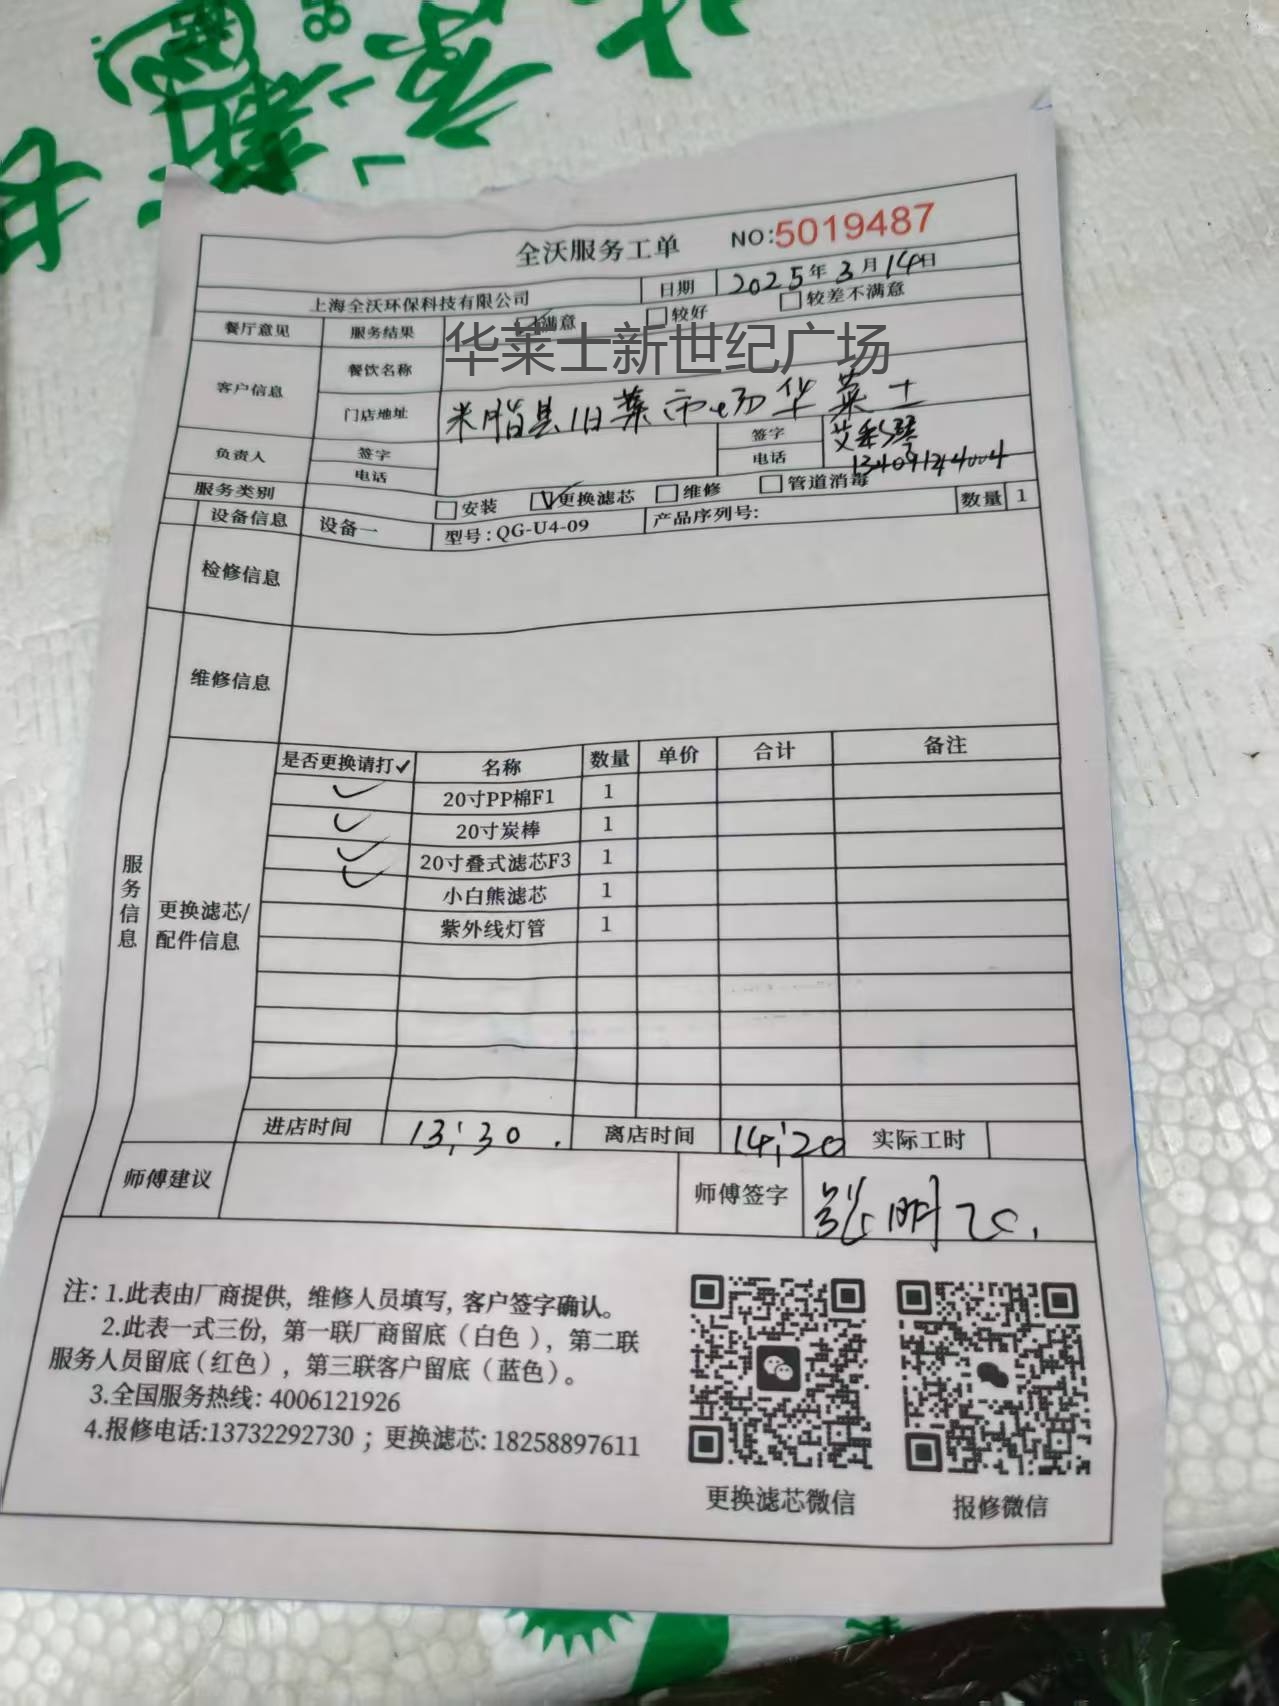 全沃服务工单 NO:5019487
上海全沃环保科技有限公司 日期 2025年3月14日
餐厅意见 服务结果 满意 较好 较差不满意
客户信息 餐饮名称 华莱士新世纪广场
门店地址 米脂县旧菜市场华莱士
负责人 签字 签字
电话 电话
服务类别 安装 更换滤芯 维修 管道消毒
设备信息 设备一 型号:QG-U4-09 产品序列号: 数量 1
检修信息
维修信息
服务信息
更换滤芯/
配件信息
是否更换请打✓ 名称 数量 单价 合计 备注
✓ 20寸PP棉F1 1
✓ 20寸炭棒 1
✓ 20寸叠式滤芯F3 1
✓ 小白熊滤芯 1
紫外线灯管 1
进店时间 13:30. 离店时间 14:20 实际工时
师傅建议 师傅签字
注: 1.此表由厂商提供, 维修人员填写, 客户签字确认。
2.此表一式三份, 第一联厂商留底(白色), 第二联
服务人员留底(红色), 第三联客户留底(蓝色)。
3.全国服务热线: 4006121926
4.报修电话:13732292730 ; 更换滤芯: 18258897611
更换滤芯微信 报修微信